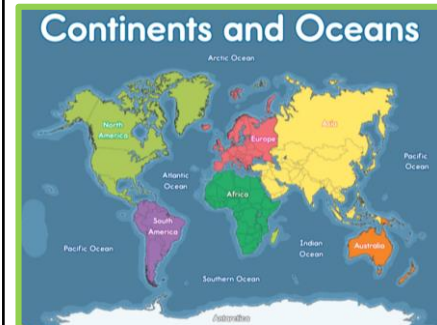 Continents and Oceans
Arctic Ocean
North
America
Europe
Asia
Pacific
Ocean
Atlantic
Ocean
Africa
South
America
Pacific Ocean
Indian
Ocean
Australia
Southern Ocean
Antarctica